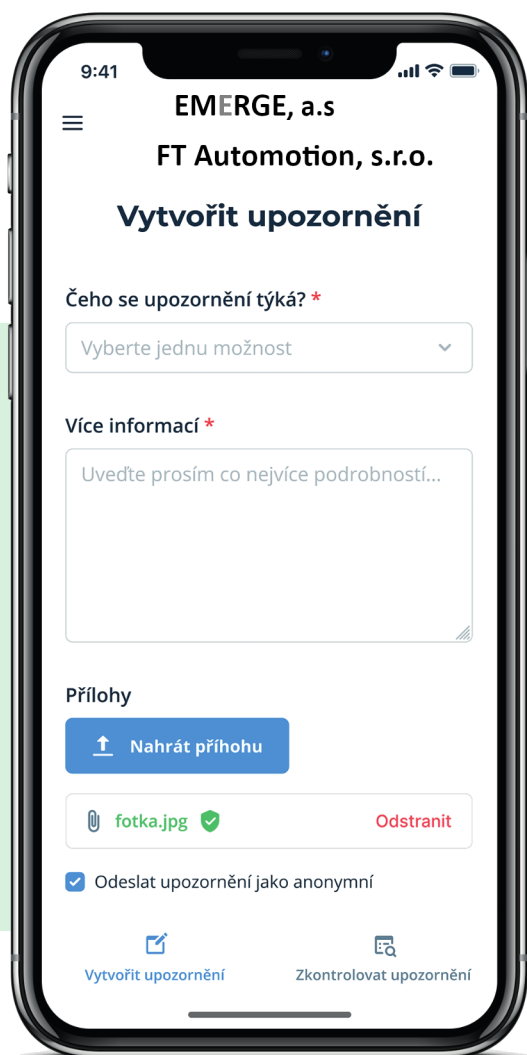 9:41
EMERGE, a.s
FT Automotion, s.r.o.
Vytvořit upozornění
Čeho se upozornění týká? *
Vyberte jednu možnost
Více informací *
Uveďte prosím co nejvíce podrobností...
Přílohy
Nahrát příhohu
fotka.jpg
Odstranit
Odeslat upozornění jako anonymní
Vytvořit upozornění
Zkontrolovat upozornění